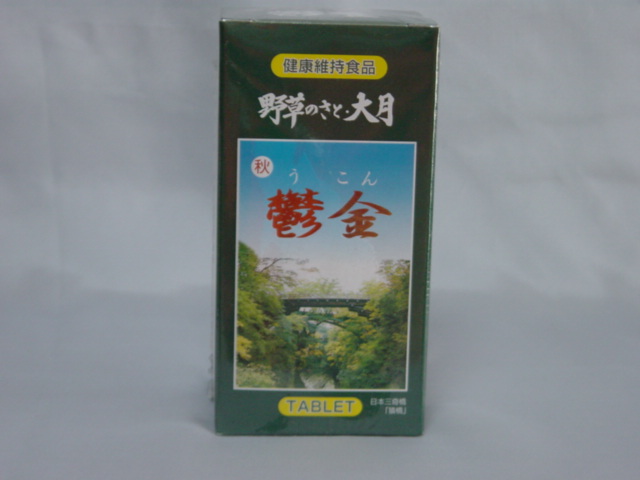 健康維持食品
野草のさと・大月
秋
うこん
鬱金
TABLET
日本三奇橋
「猿橋」